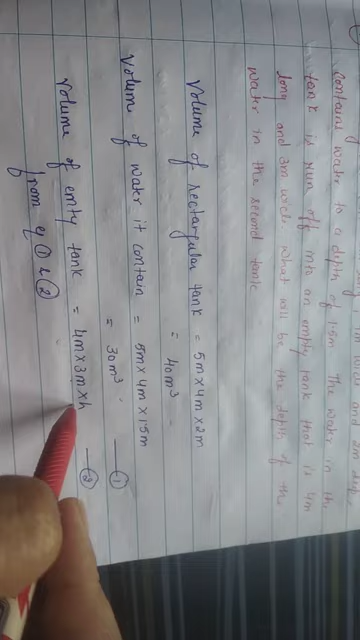 contains water to a depth of 1.5m The water in the
tank is run off into an empty tank that is 4m
long and 3m wide. what will be the depth of the
water in the second tank
Volume of rectangular tank = 5m x 4m x 2m
= 40m³
Volume of water it contain = 5m x 4m x 1.5m
= 30m³. ①
Volume of emty tank = 4m x 3m x h ②
from eq ① & ②